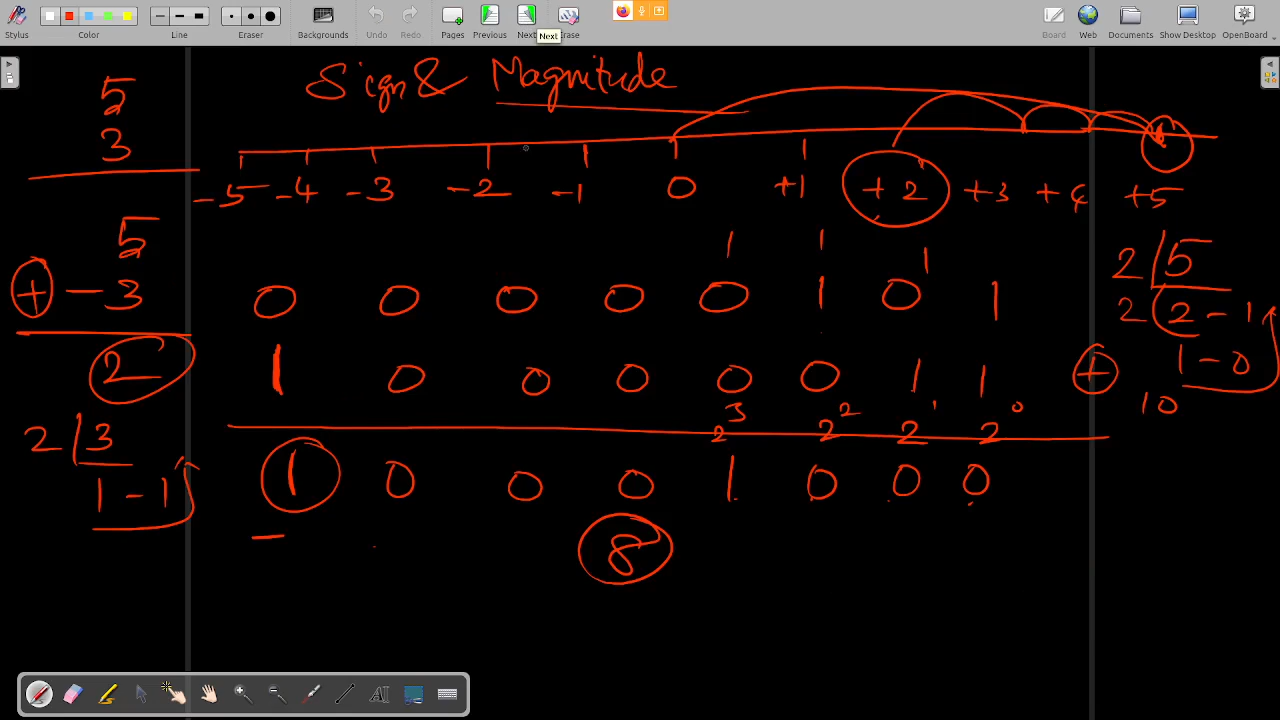 Stylus Color Line Eraser Backgrounds Undo Redo Pages Previous Next Erase Board Web Documents Show Desktop OpenBoard
Next
Sign & Magnitude
5
3
-5 -4 -3 -2 -1 0 +1 +2 +3 +4 +5
5
+ - 3
2
2 3
1 - 1
1 1 1
0 0 0 0 0 1 0 1
1 0 0 0 0 0 1 1 +
2³ 2² 2¹ 2⁰
1 0 0 0 1 0 0 0
- 8
2 5
2 2 - 1
1 - 0
10
AI